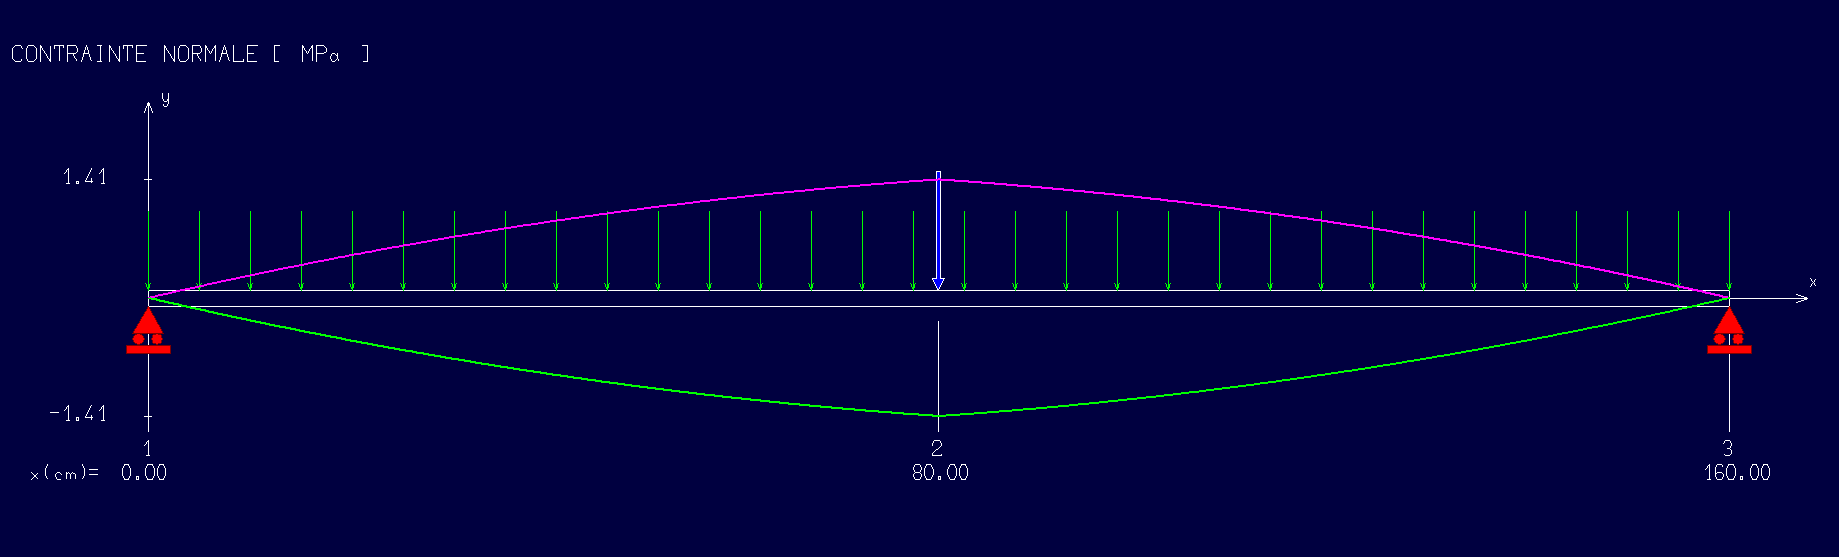 CONTRAINTE NORMALE [ MPa ]
y
1.41
x
-1.41
1 2 3
x(cm)= 0.00 80.00 160.00